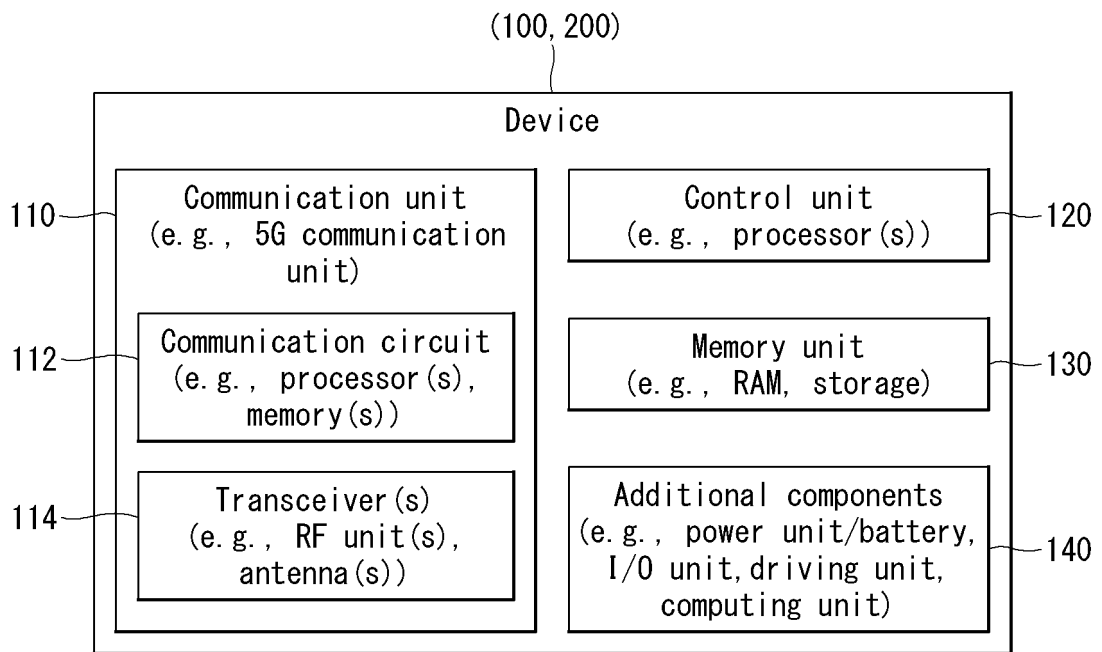 (100, 200)
Device
110
Communication unit
(e.g., 5G communication
unit)
112
Communication circuit
(e.g., processor(s),
memory(s))
114
Transceiver(s)
(e.g., RF unit(s),
antenna(s))
Control unit
(e.g., processor(s))
120
Memory unit
(e.g., RAM, storage)
130
Additional components
(e.g., power unit/battery,
I/O unit, driving unit,
computing unit)
140